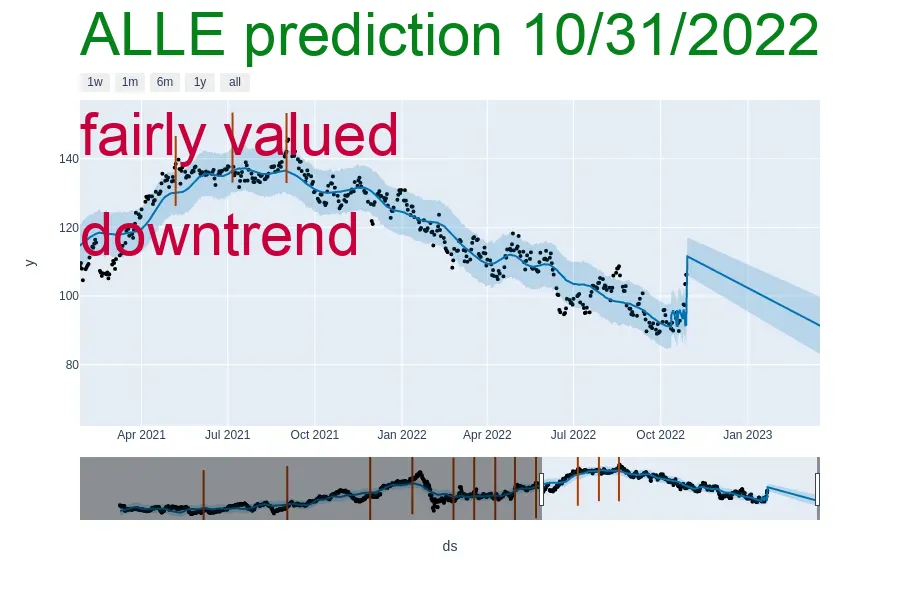 ALLE prediction 10/31/2022
1w 1m 6m 1y all
fairly valued
140
120
downtrend
y
100
80
Apr 2021 Jul 2021 Oct 2021 Jan 2022 Apr 2022 Jul 2022 Oct 2022 Jan 2023
ds